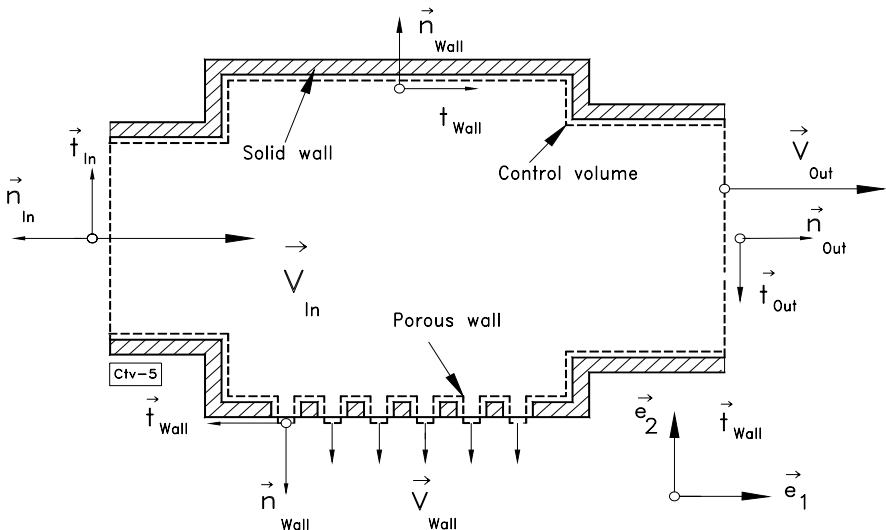 n Wall
t Wall
Solid wall
Control volume
t In
n In
V Out
n Out
V In
t Out
Porous wall
Ctv-5
t Wall
e 2
t Wall
n Wall
V Wall
e 1